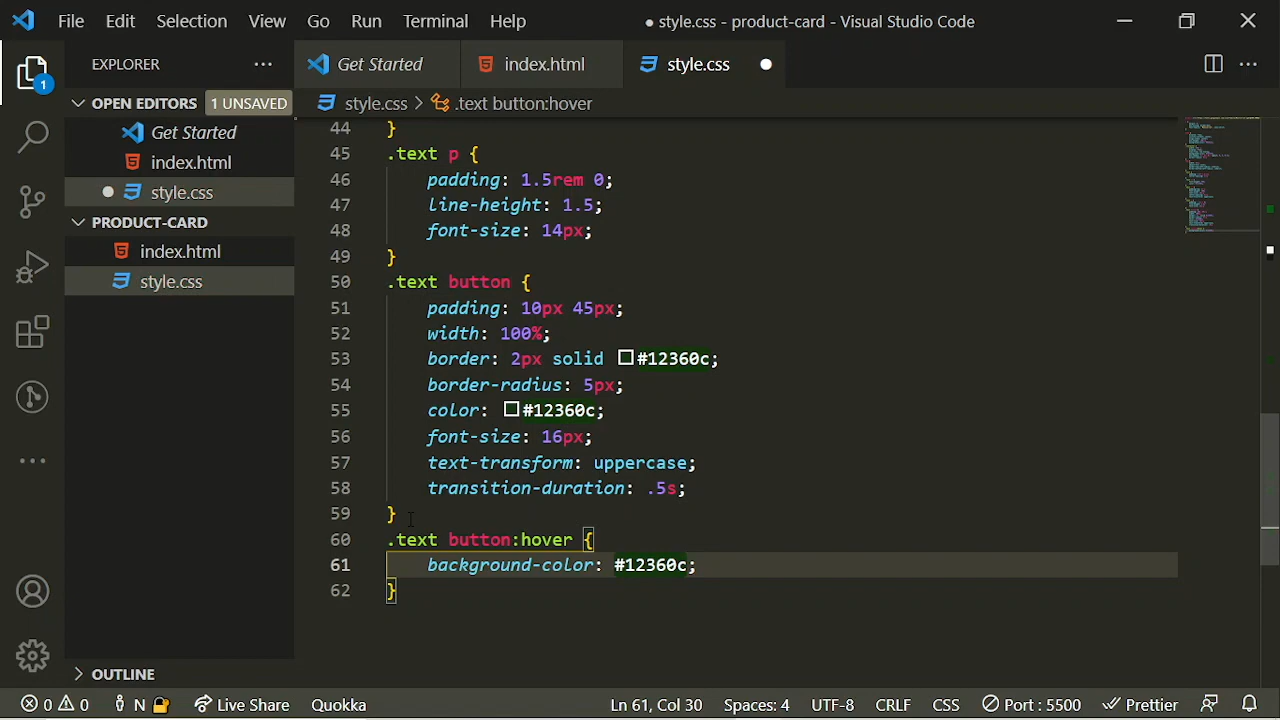 File Edit Selection View Go Run Terminal Help ● style.css - product-card - Visual Studio Code
EXPLORER ... Get Started index.html style.css ● ...
OPEN EDITORS 1 UNSAVED
style.css > .text button:hover
Get Started
index.html
● style.css
PRODUCT-CARD
index.html
style.css
1
44 }
45 .text p {
46 padding: 1.5rem 0;
47 line-height: 1.5;
48 font-size: 14px;
49 }
50 .text button {
51 padding: 10px 45px;
52 width: 100%;
53 border: 2px solid #12360c;
54 border-radius: 5px;
55 color: #12360c;
56 font-size: 16px;
57 text-transform: uppercase;
58 transition-duration: .5s;
59 }
60 .text button:hover {
61 background-color: #12360c;
62 }
OUTLINE
0 0 N Live Share Quokka Ln 61, Col 30 Spaces: 4 UTF-8 CRLF CSS Port : 5500 Prettier